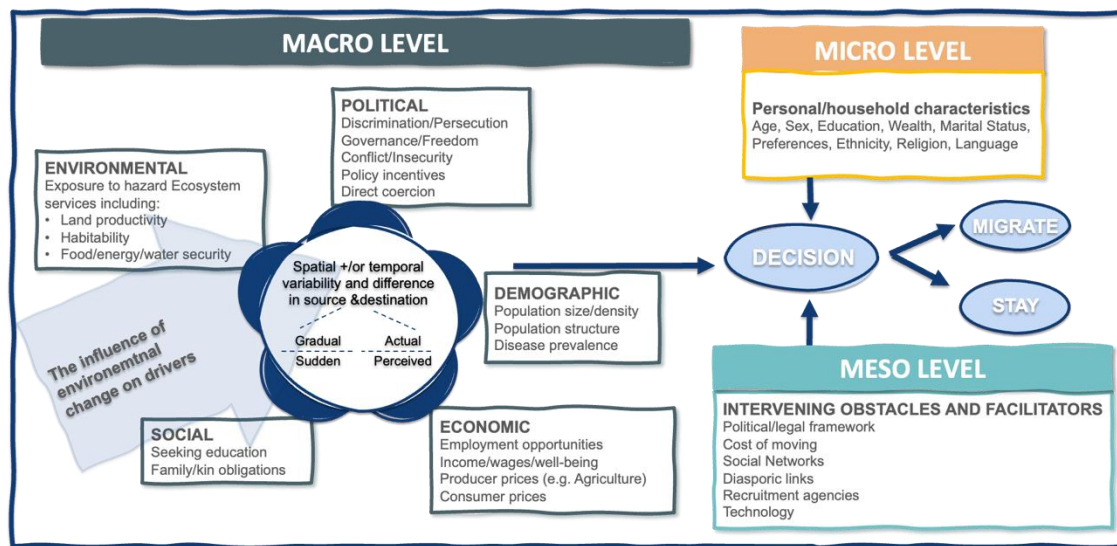 MACRO LEVEL
POLITICAL
Discrimination/Persecution
Governance/Freedom
Conflict/Insecurity
Policy incentives
Direct coercion
ENVIRONMENTAL
Exposure to hazard Ecosystem
services including:
• Land productivity
• Habitability
• Food/energy/water security
Spatial +/or temporal
variability and difference
in source &destination
Gradual
Actual
Sudden
Perceived
The influence of
environemtnal
change on drivers
DEMOGRAPHIC
Population size/density
Population structure
Disease prevalence
SOCIAL
Seeking education
Family/kin obligations
ECONOMIC
Employment opportunities
Income/wages/well-being
Producer prices (e.g. Agriculture)
Consumer prices
MICRO LEVEL
Personal/household characteristics
Age, Sex, Education, Wealth, Marital Status,
Preferences, Ethnicity, Religion, Language
DECISION
MIGRATE
STAY
MESO LEVEL
INTERVENING OBSTACLES AND FACILITATORS
Political/legal framework
Cost of moving
Social Networks
Diasporic links
Recruitment agencies
Technology